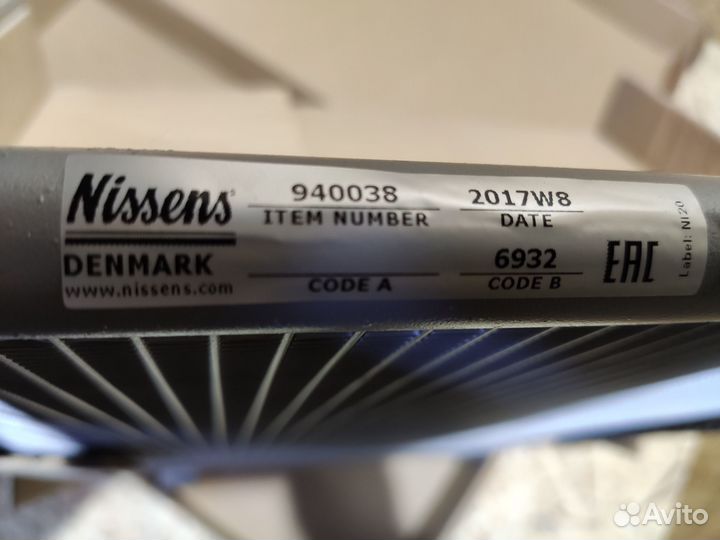 Nissens
DENMARK
www.nissens.com
940038
ITEM NUMBER
CODE A
2017W8
DATE
6932
CODE B
EAC
Label: NI20
Avito